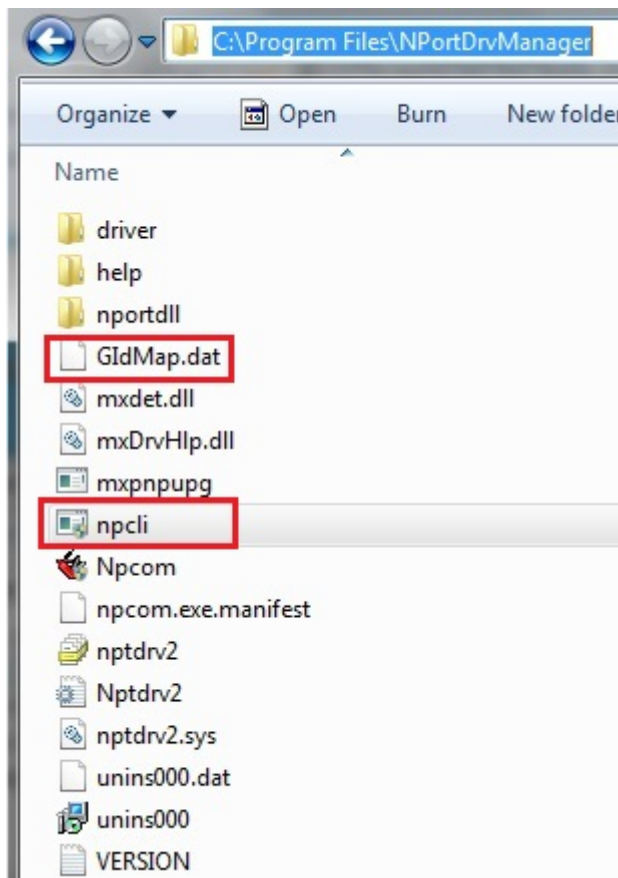 C:\Program Files\NPortDrvManager
Organize Open Burn New folder
Name
driver
help
nportdll
GIdMap.dat
mxdet.dll
mxDrvHlp.dll
mxpnpupg
npcli
Npcom
npcom.exe.manifest
nptdrv2
Nptdrv2
nptdrv2.sys
unins000.dat
unins000
VERSION